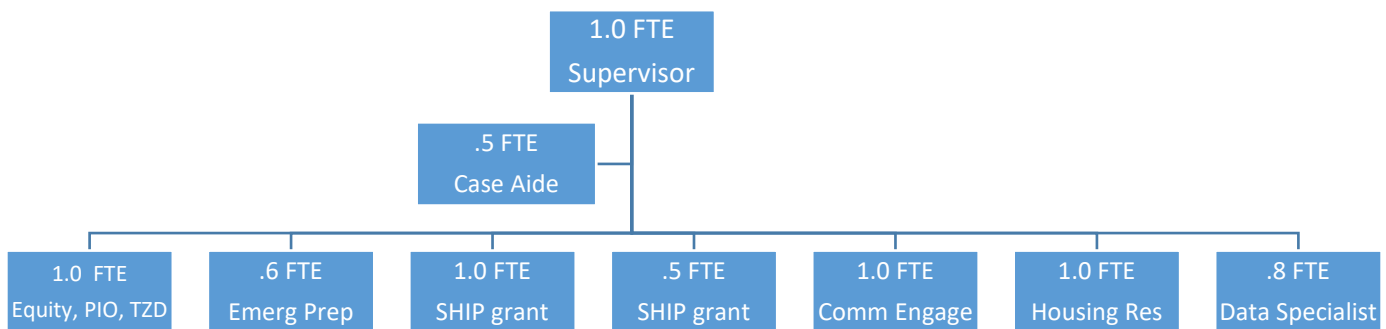 1.0 FTE
Supervisor
.5 FTE
Case Aide
1.0 FTE
Equity, PIO, TZD
.6 FTE
Emerg Prep
1.0 FTE
SHIP grant
.5 FTE
SHIP grant
1.0 FTE
Comm Engage
1.0 FTE
Housing Res
.8 FTE
Data Specialist